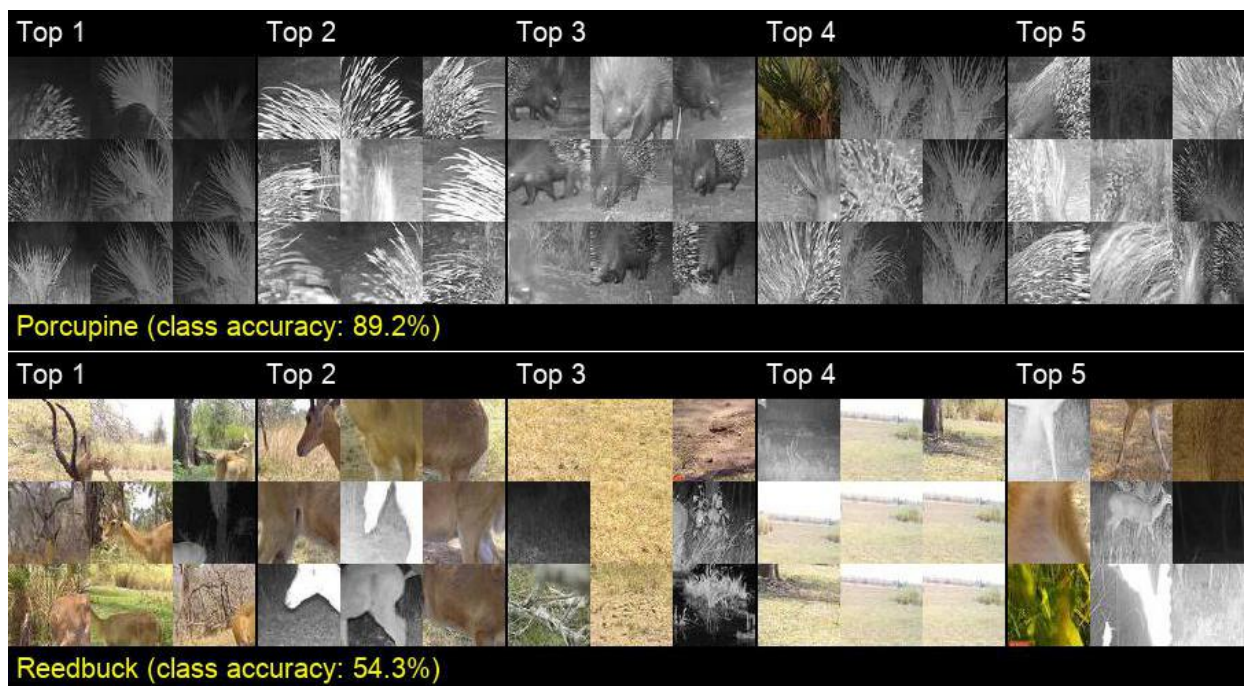 Top 1 Top 2 Top 3 Top 4 Top 5
Porcupine (class accuracy: 89.2%)
Top 1 Top 2 Top 3 Top 4 Top 5
Reedbuck (class accuracy: 54.3%)